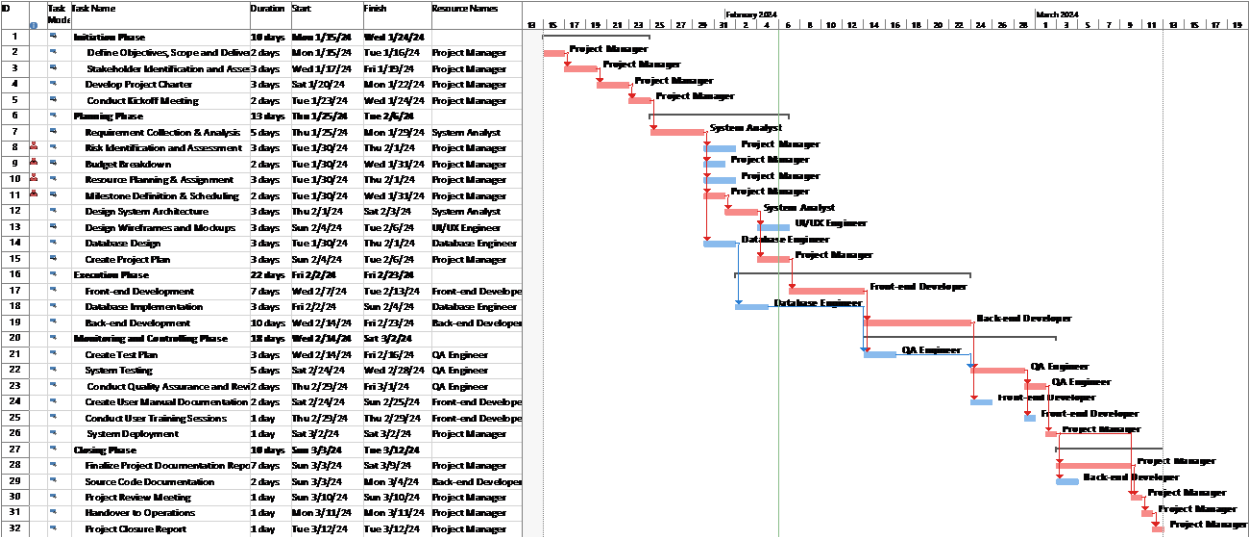 ID Task Mode Task Name Duration Start Finish Resource Names February 2024 March 2024
13 15 17 19 21 23 25 27 29 31 2 4 6 8 10 12 14 16 18 20 22 24 26 28 1 3 5 7 9 11 13 15 17 19
1 Initiation Phase 10 days Mon 1/15/24 Wed 1/24/24
2 Define Objectives, Scope and Deliver 2 days Mon 1/15/24 Tue 1/16/24 Project Manager Project Manager
3 Stakeholder Identification and Asse 3 days Wed 1/17/24 Fri 1/19/24 Project Manager Project Manager
4 Develop Project Charter 3 days Sat 1/20/24 Mon 1/22/24 Project Manager Project Manager
5 Conduct Kickoff Meeting 2 days Tue 1/23/24 Wed 1/24/24 Project Manager Project Manager
6 Planning Phase 13 days Thu 1/25/24 Tue 2/6/24
7 Requirement Collection & Analysis 5 days Thu 1/25/24 Mon 1/29/24 System Analyst System Analyst
8 Risk Identification and Assessment 3 days Tue 1/30/24 Thu 2/1/24 Project Manager Project Manager
9 Budget Breakdown 2 days Tue 1/30/24 Wed 1/31/24 Project Manager Project Manager
10 Resource Planning & Assignment 3 days Tue 1/30/24 Thu 2/1/24 Project Manager Project Manager
11 Milestone Definition & Scheduling 2 days Tue 1/30/24 Wed 1/31/24 Project Manager Project Manager
12 Design System Architecture 3 days Thu 2/1/24 Sat 2/3/24 System Analyst System Analyst
13 Design Wireframes and Mockups 3 days Sun 2/4/24 Tue 2/6/24 UI/UX Engineer UI/UX Engineer
14 Database Design 3 days Tue 1/30/24 Thu 2/1/24 Database Engineer Database Engineer
15 Create Project Plan 3 days Sun 2/4/24 Tue 2/6/24 Project Manager Project Manager
16 Execution Phase 22 days Fri 2/2/24 Fri 2/23/24
17 Front-end Development 7 days Wed 2/7/24 Tue 2/13/24 Front-end Develope Front-end Developer
18 Database Implementation 3 days Fri 2/2/24 Sun 2/4/24 Database Engineer Database Engineer
19 Back-end Development 10 days Wed 2/14/24 Fri 2/23/24 Back-end Developer Back-end Developer
20 Monitoring and Controlling Phase 18 days Wed 2/14/24 Sat 3/2/24
21 Create Test Plan 3 days Wed 2/14/24 Fri 2/16/24 QA Engineer QA Engineer
22 System Testing 5 days Sat 2/24/24 Wed 2/28/24 QA Engineer QA Engineer
23 Conduct Quality Assurance and Revi 2 days Thu 2/29/24 Fri 3/1/24 QA Engineer QA Engineer
24 Create User Manual Documentation 2 days Sat 2/24/24 Sun 2/25/24 Front-end Develope Front-end Developer
25 Conduct User Training Sessions 1 day Thu 2/29/24 Thu 2/29/24 Front-end Develope Front-end Developer
26 System Deployment 1 day Sat 3/2/24 Sat 3/2/24 Project Manager Project Manager
27 Closing Phase 10 days Sun 3/3/24 Tue 3/12/24
28 Finalize Project Documentation Repo 7 days Sun 3/3/24 Sat 3/9/24 Project Manager Project Manager
29 Source Code Documentation 2 days Sun 3/3/24 Mon 3/4/24 Back-end Developer Back-end Developer
30 Project Review Meeting 1 day Sun 3/10/24 Sun 3/10/24 Project Manager Project Manager
31 Handover to Operations 1 day Mon 3/11/24 Mon 3/11/24 Project Manager Project Manager
32 Project Closure Report 1 day Tue 3/12/24 Tue 3/12/24 Project Manager Project Manager